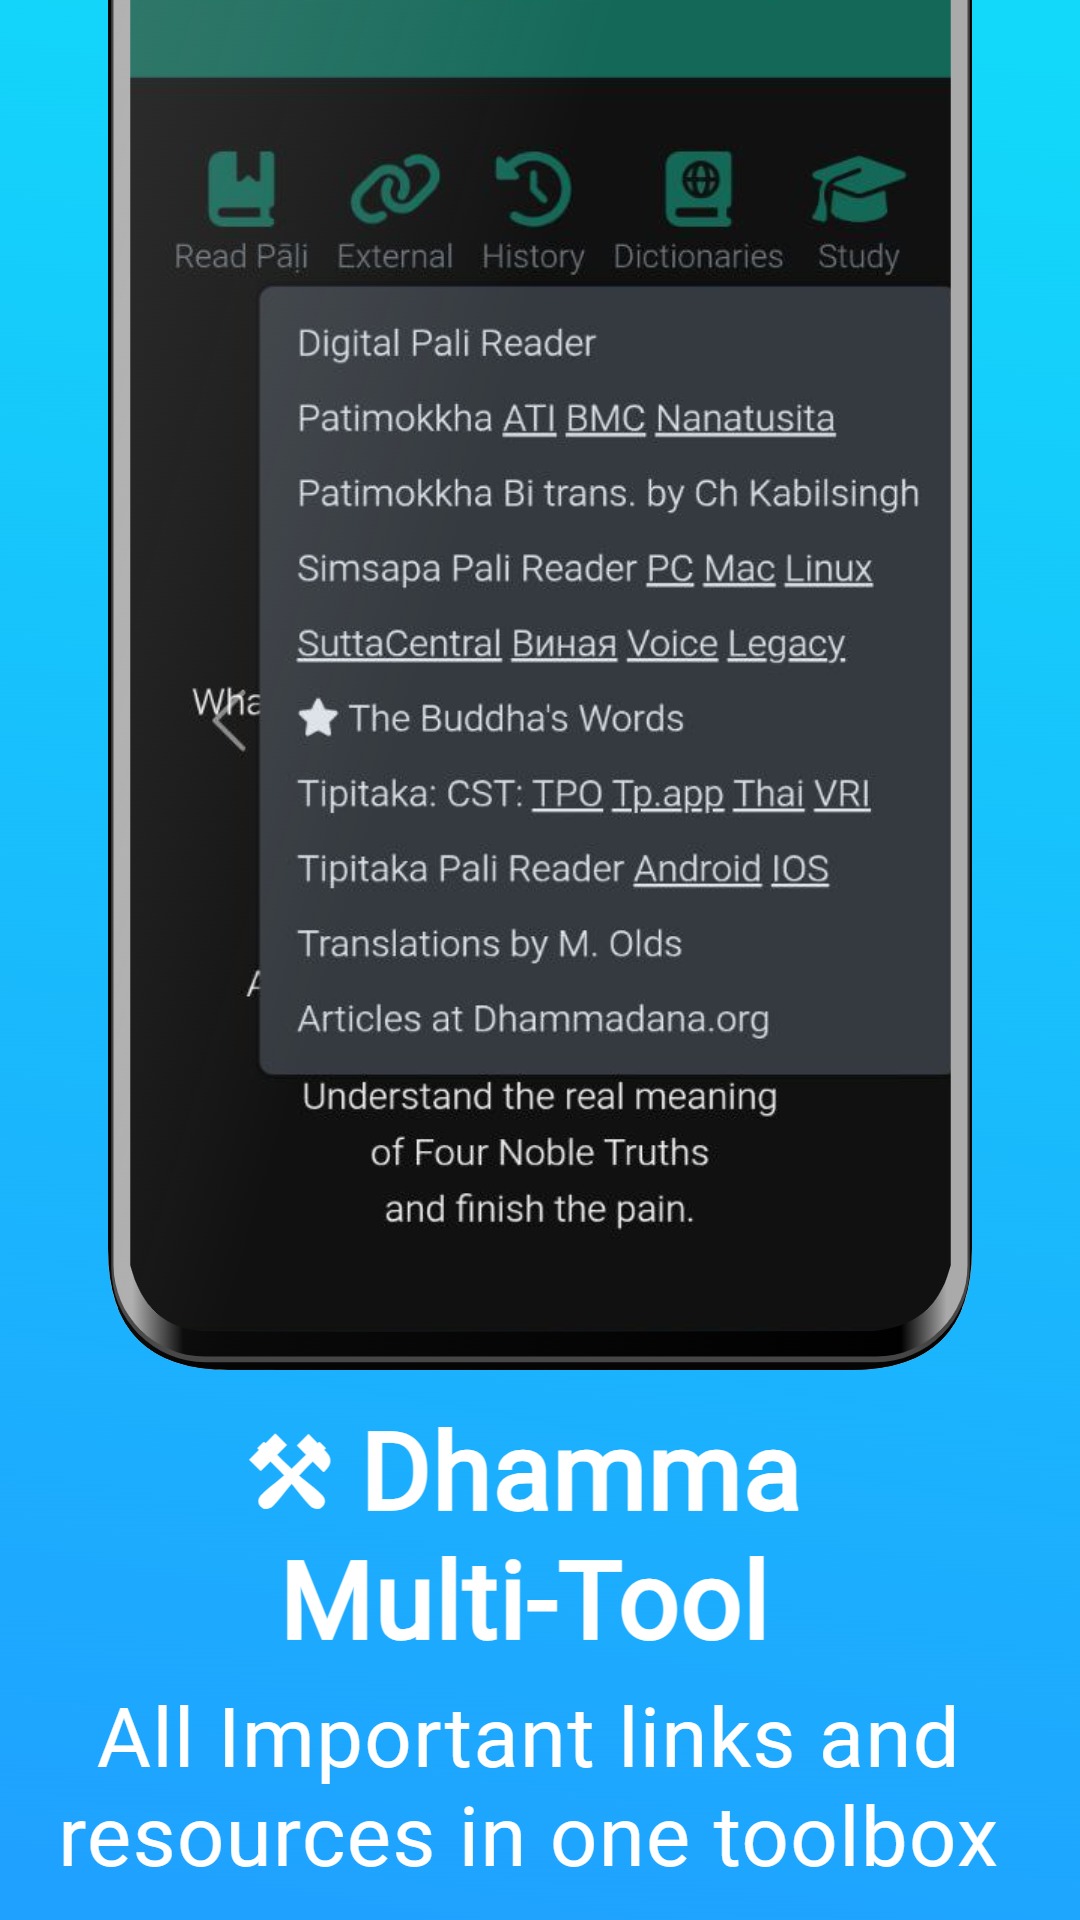 Read Pāḷi External History Dictionaries Study
Digital Pali Reader
Patimokkha ATI BMC Nanatusita
Patimokkha Bi trans. by Ch Kabilsingh
Simsapa Pali Reader PC Mac Linux
SuttaCentral Виная Voice Legacy
The Buddha's Words
Tipitaka: CST: TPO Tp.app Thai VRI
Tipitaka Pali Reader Android IOS
Translations by M. Olds
Articles at Dhammadana.org
Understand the real meaning
of Four Noble Truths
and finish the pain.
⚒ Dhamma
Multi-Tool
All Important links and
resources in one toolbox